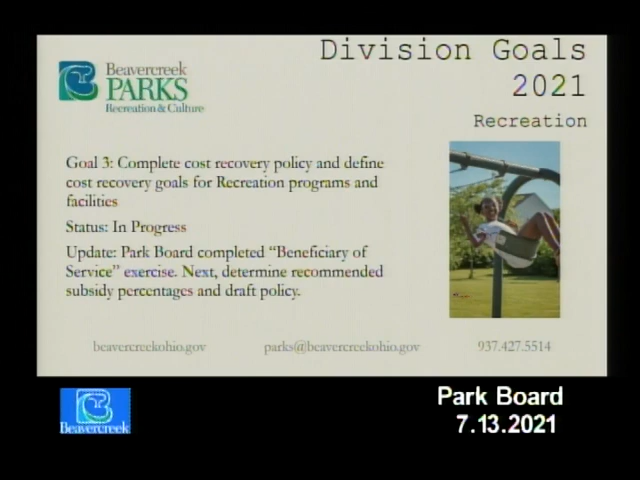 Division Goals
2021
Recreation
Beavercreek
PARKS
Recreation & Culture
Goal 3: Complete cost recovery policy and define
cost recovery goals for Recreation programs and
facilities
Status: In Progress
Update: Park Board completed “Beneficiary of
Service” exercise. Next, determine recommended
subsidy percentages and draft policy.
beavercreekohio.gov
parks@beavercreekohio.gov
937.427.5514
Beavercreek
Park Board
7.13.2021